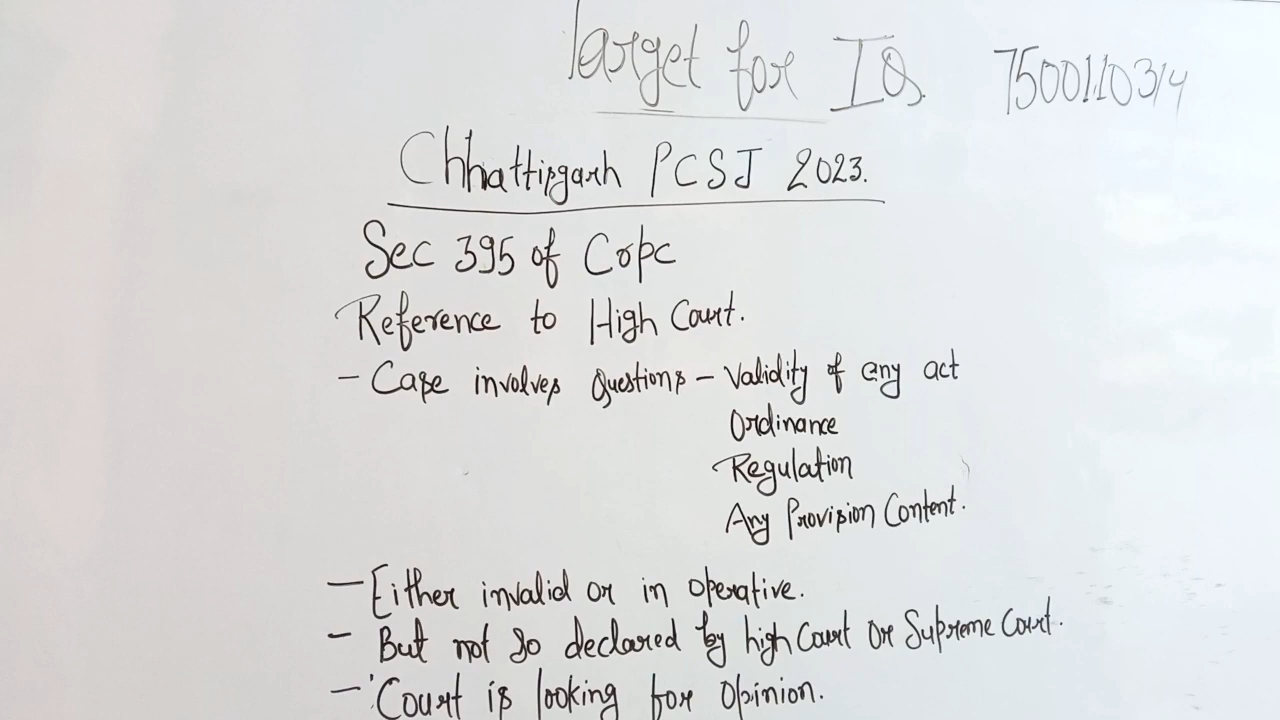 Target for IQ 7500110314
Chhattisgarh PCSJ 2023.
Sec 395 of Crpc
Reference to High Court.
- Case involves Questions - Validity of any act
Ordinance
Regulation
Any Provision Content.
- Either invalid or in operative.
- But not so declared by high Court or Supreme Court.
- Court is looking for Opinion.